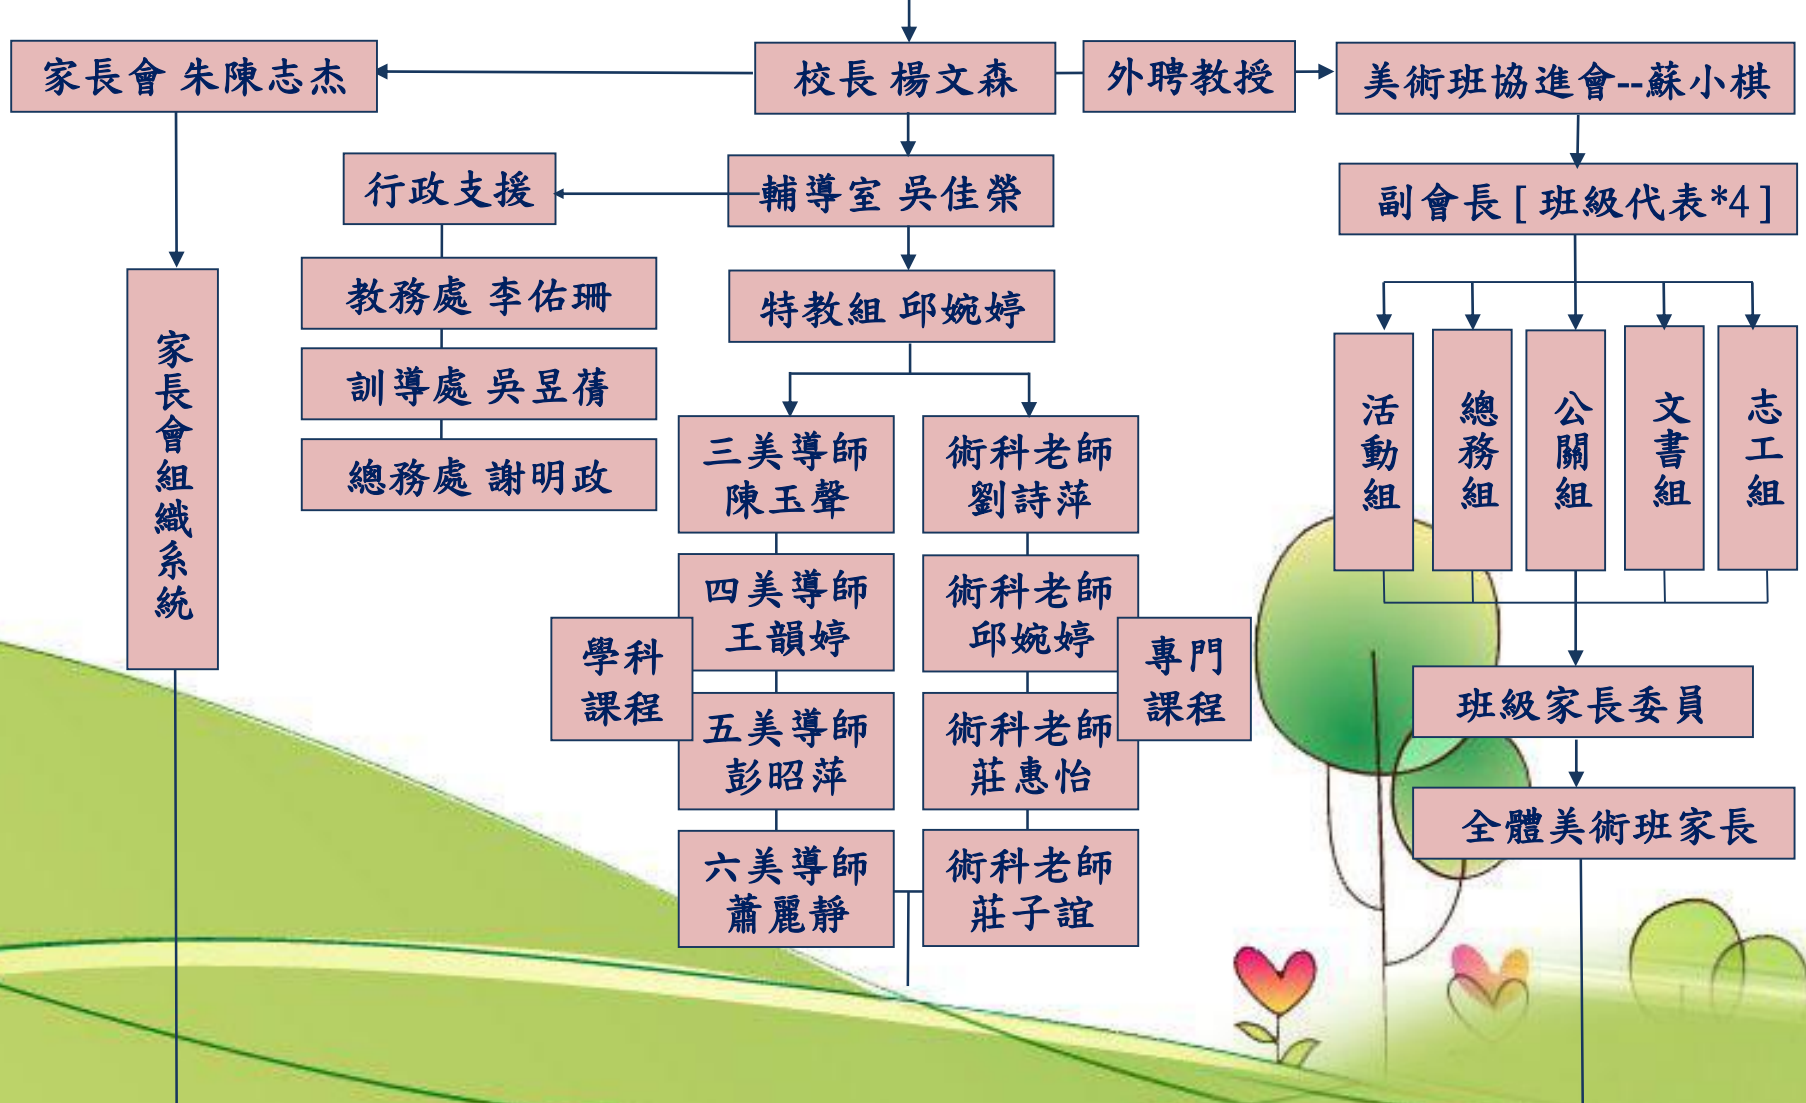 家長會 朱陳志杰
校長 楊文森
外聘教授
美術班協進會--蘇小棋
行政支援
輔導室 吳佳榮
副會長 [ 班級代表*4 ]
教務處 李佑珊
特教組 邱婉婷
家長會組織系統
訓導處 吳昱蒨
總務處 謝明政
三美導師
陳玉聲
術科老師
劉詩萍
活動組
總務組
公關組
文書組
志工組
四美導師
王韻婷
術科老師
邱婉婷
學科
課程
專門
課程
五美導師
彭昭萍
術科老師
莊惠怡
班級家長委員
全體美術班家長
六美導師
蕭麗靜
術科老師
莊子誼